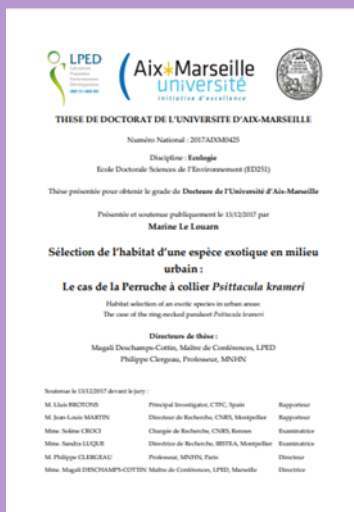 LPED
Laboratoire
Population
Environnement
Développement
Aix*Marseille
université
Initiative d'excellence
THESE DE DOCTORAT DE L'UNIVERSITE D'AIX-MARSEILLE
Numéro National : 2017AIXM0425
Discipline : Ecologie
Ecole Doctorale Sciences de l'Environnement (ED251)
Thèse présentée pour obtenir le grade de Docteure de l'Université d'Aix-Marseille
Présentée et soutenue publiquement le 13/12/2017 par
Marine Le Louarn
Sélection de l'habitat d'une espèce exotique en milieu
urbain :
Le cas de la Perruche à collier Psittacula krameri
Habitat selection of an exotic species in urban areas:
The case of the ring-necked parakeet Psittacula krameri
Directeurs de thèse :
Magali Deschamps-Cottin, Maître de Conférences, LPED
Philippe Clergeau, Professeur, MNHN
Soutenue le 13/12/2017 devant le jury :
M. Lluis BROTONS Principal Investigator, CTFC, Spain Rapporteur
M. Jean-Louis MARTIN Directeur de Recherche, CNRS, Montpellier Rapporteur
Mme. Solène CROCI Chargée de Recherche, CNRS, Rennes Examinatrice
Mme. Sandra LUQUE Directrice de Recherche, IRSTEA, Montpellier Examinatrice
M. Philippe CLERGEAU Professeur, MNHN, Paris Directeur
Mme. Magali DESCHAMPS-COTTIN Maître de Conférences, LPED, Marseille Directrice